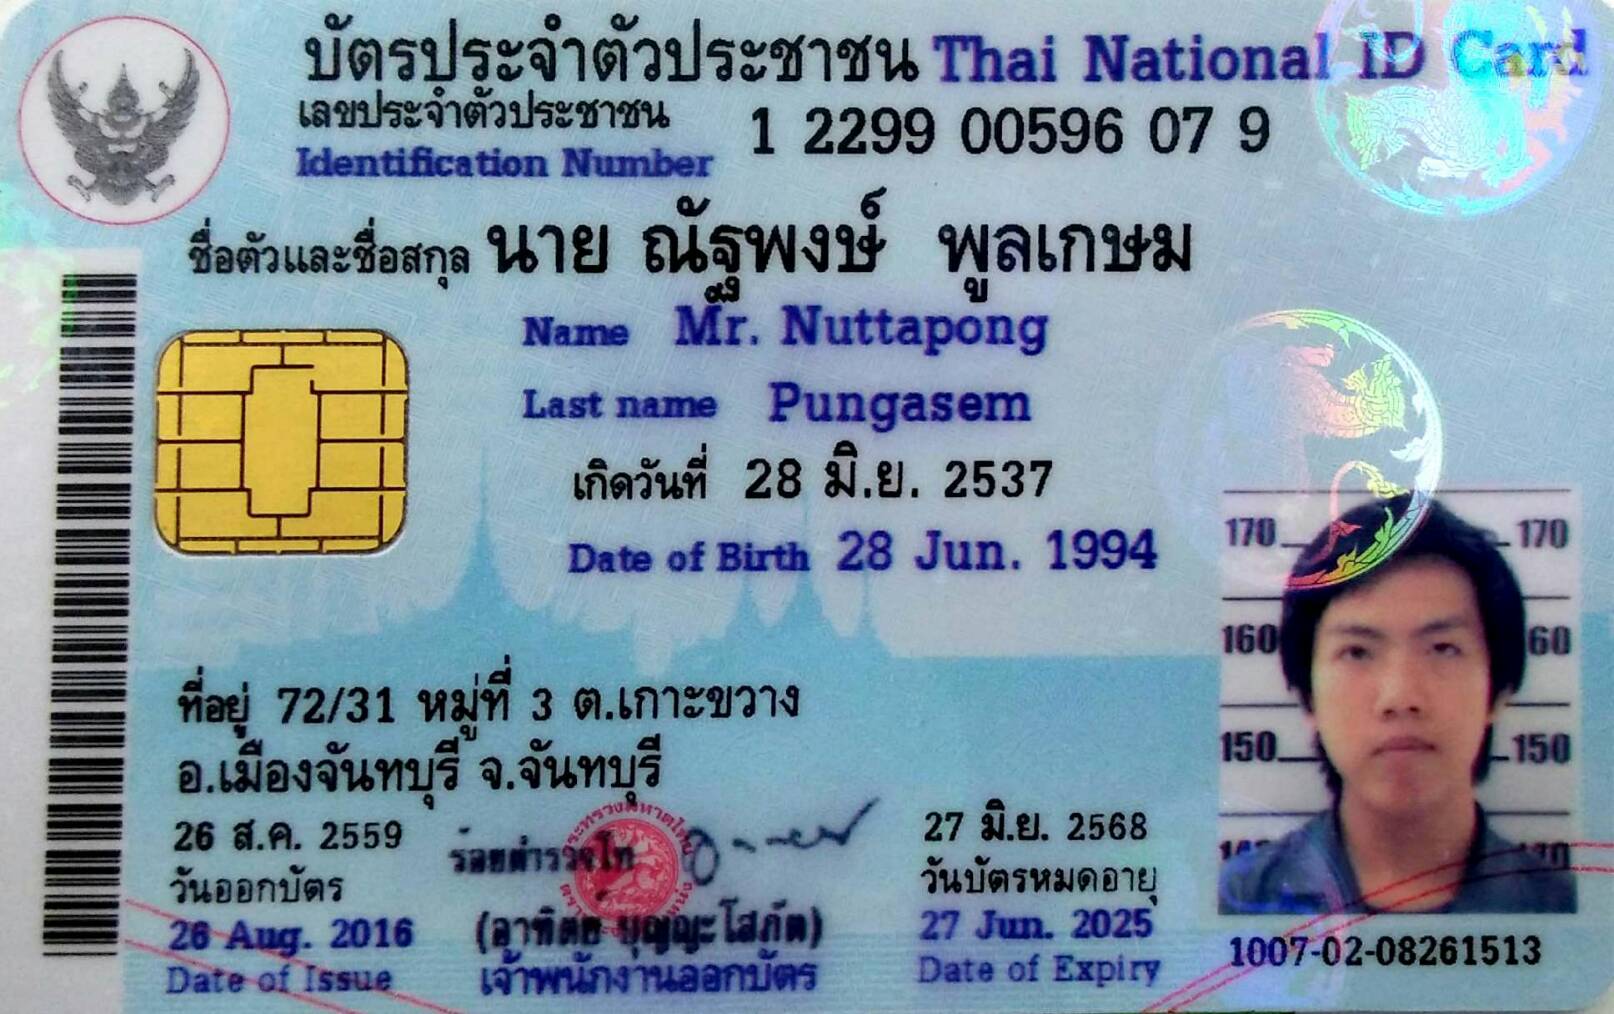 บัตรประจำตัวประชาชน Thai National ID Card
เลขประจำตัวประชาชน
Identification Number
1 2299 00596 07 9
ชื่อตัวและชื่อสกุล นาย ณัฐพงษ์ พูลเกษม
Name Mr. Nuttapong
Last name Pungasem
เกิดวันที่ 28 มิ.ย. 2537
Date of Birth 28 Jun. 1994
170 170
160 60
150 150
ที่อยู่ 72/31 หมู่ที่ 3 ต.เกาะขวาง
อ.เมืองจันทบุรี จ.จันทบุรี
26 ส.ค. 2559
วันออกบัตร
26 Aug. 2016
Date of Issue
ร้อยตำรวจโท
(อาทิตย์ บุญญะโสภัต)
เจ้าพนักงานออกบัตร
27 มิ.ย. 2568
วันบัตรหมดอายุ
27 Jun. 2025
Date of Expiry
1007-02-08261513